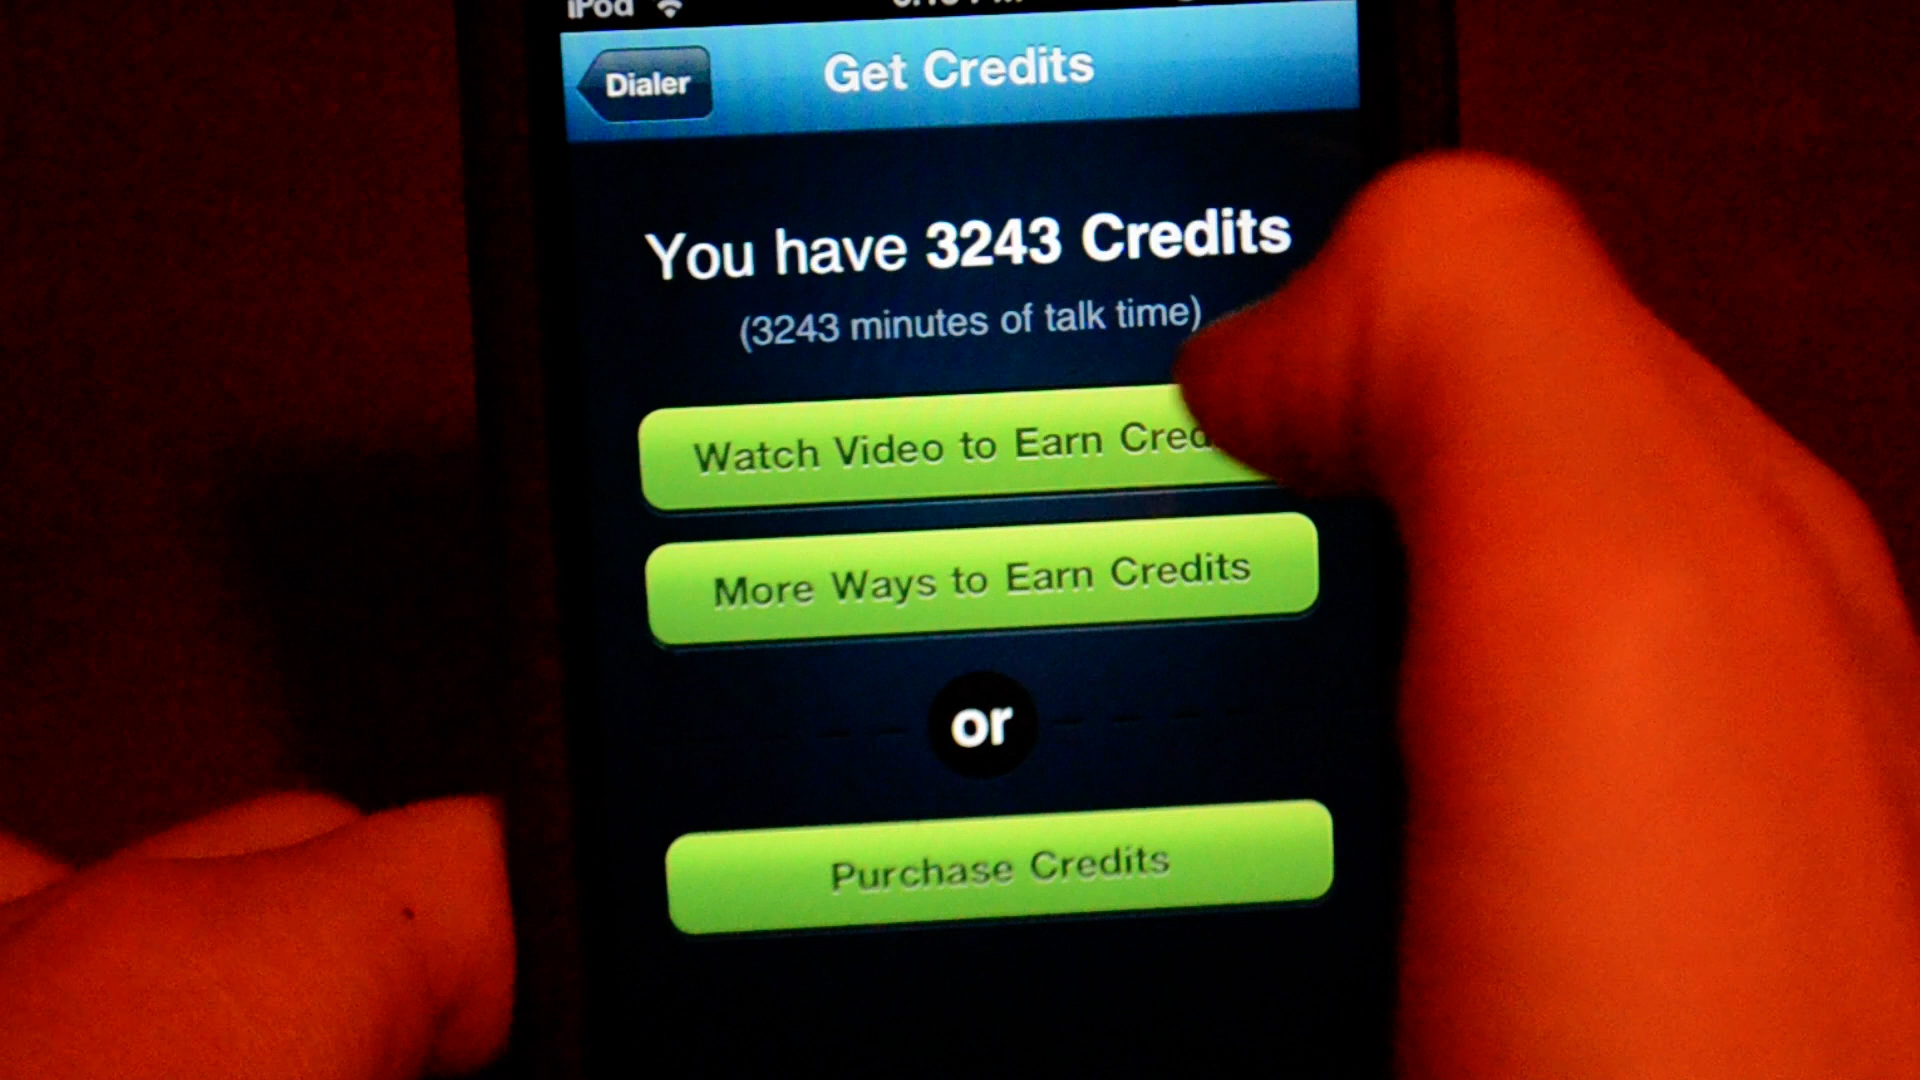 iPod
Dialer
Get Credits
You have 3243 Credits
(3243 minutes of talk time)
Watch Video to Earn Cred
More Ways to Earn Credits
or
Purchase Credits